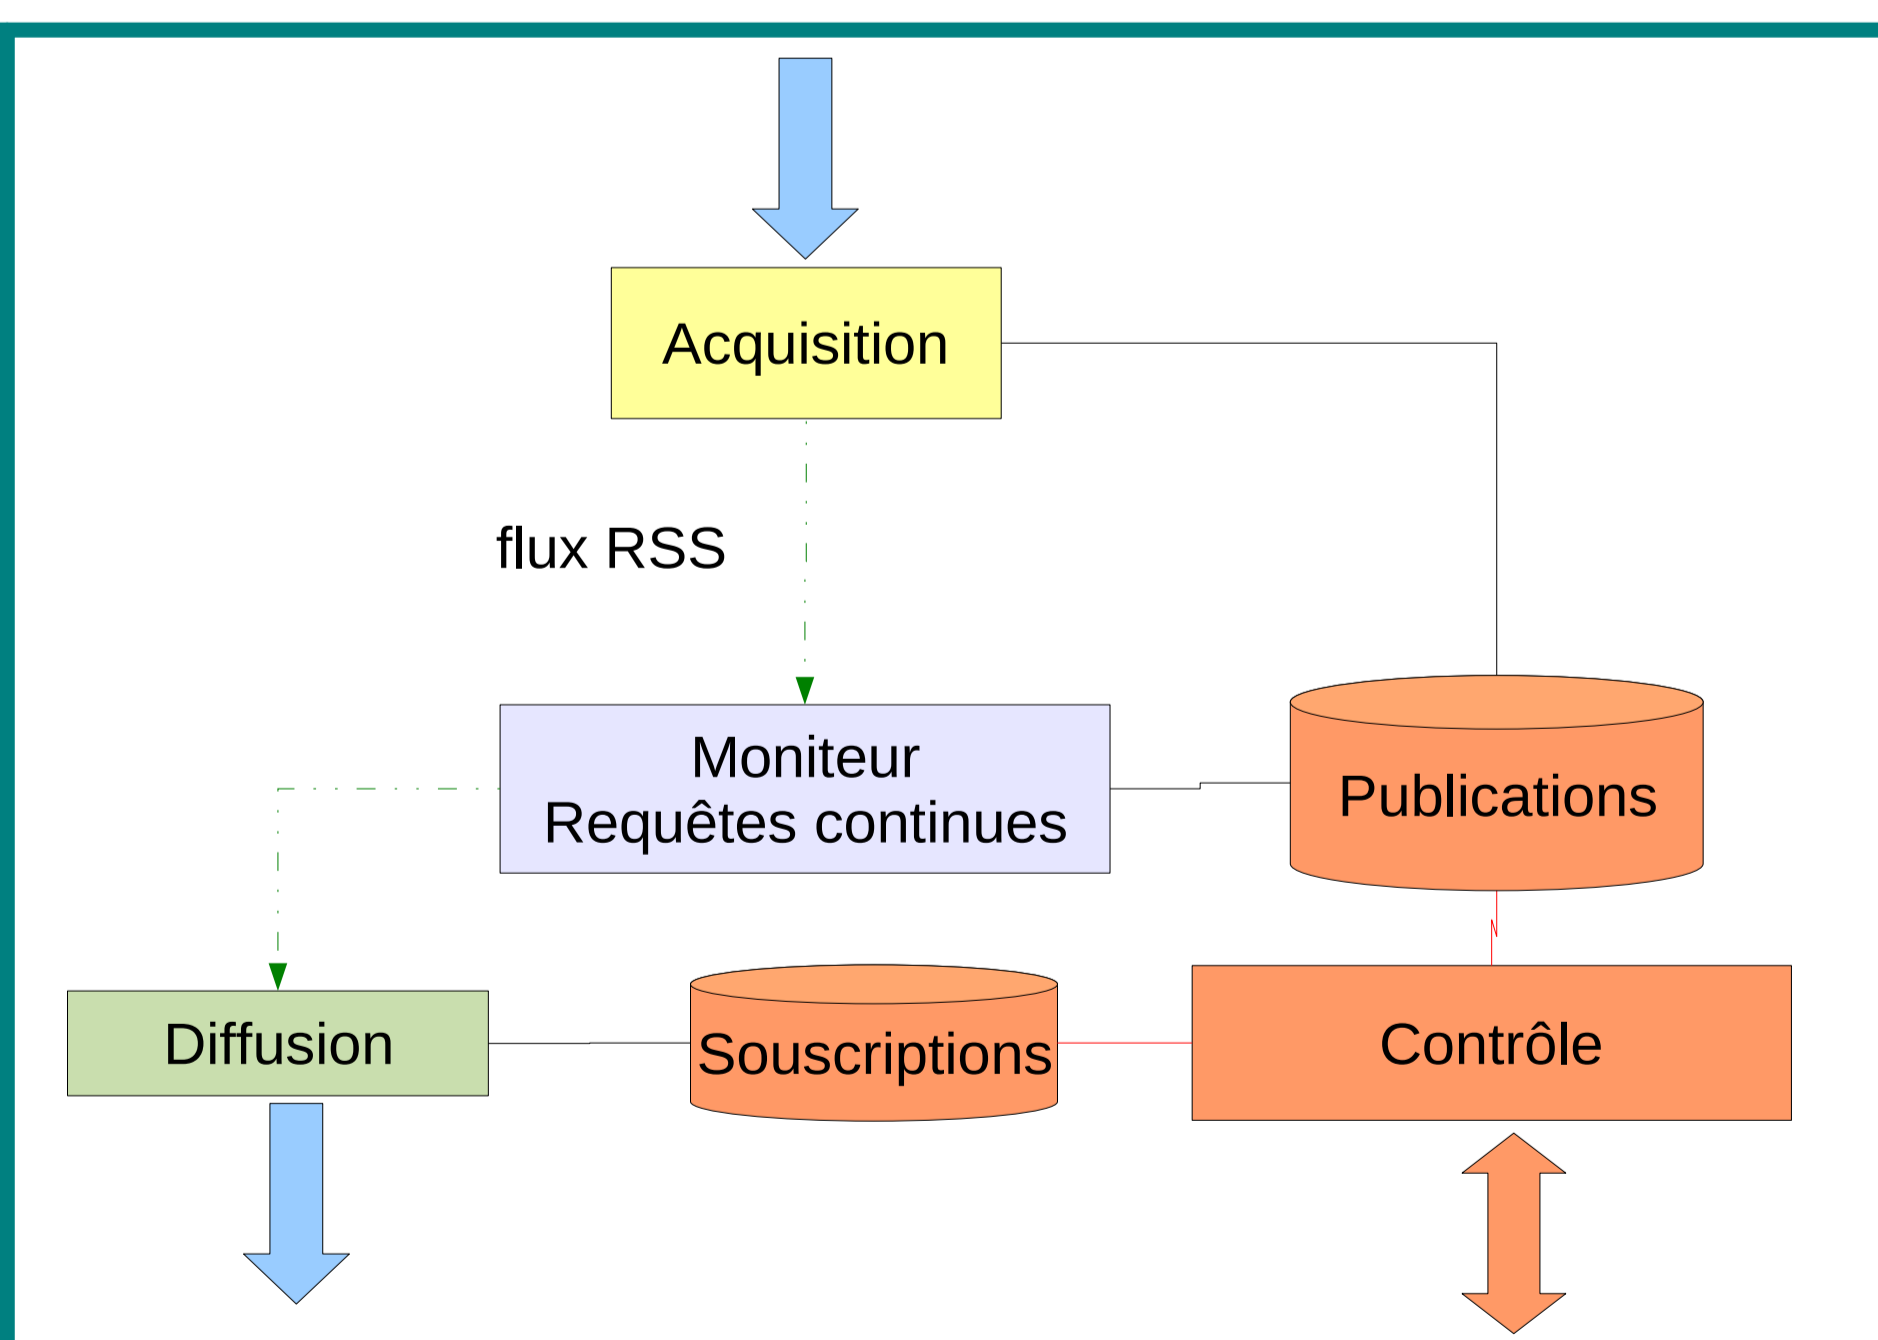 Acquisition
flux RSS
Moniteur
Requêtes continues
Publications
Diffusion
Souscriptions
Contrôle